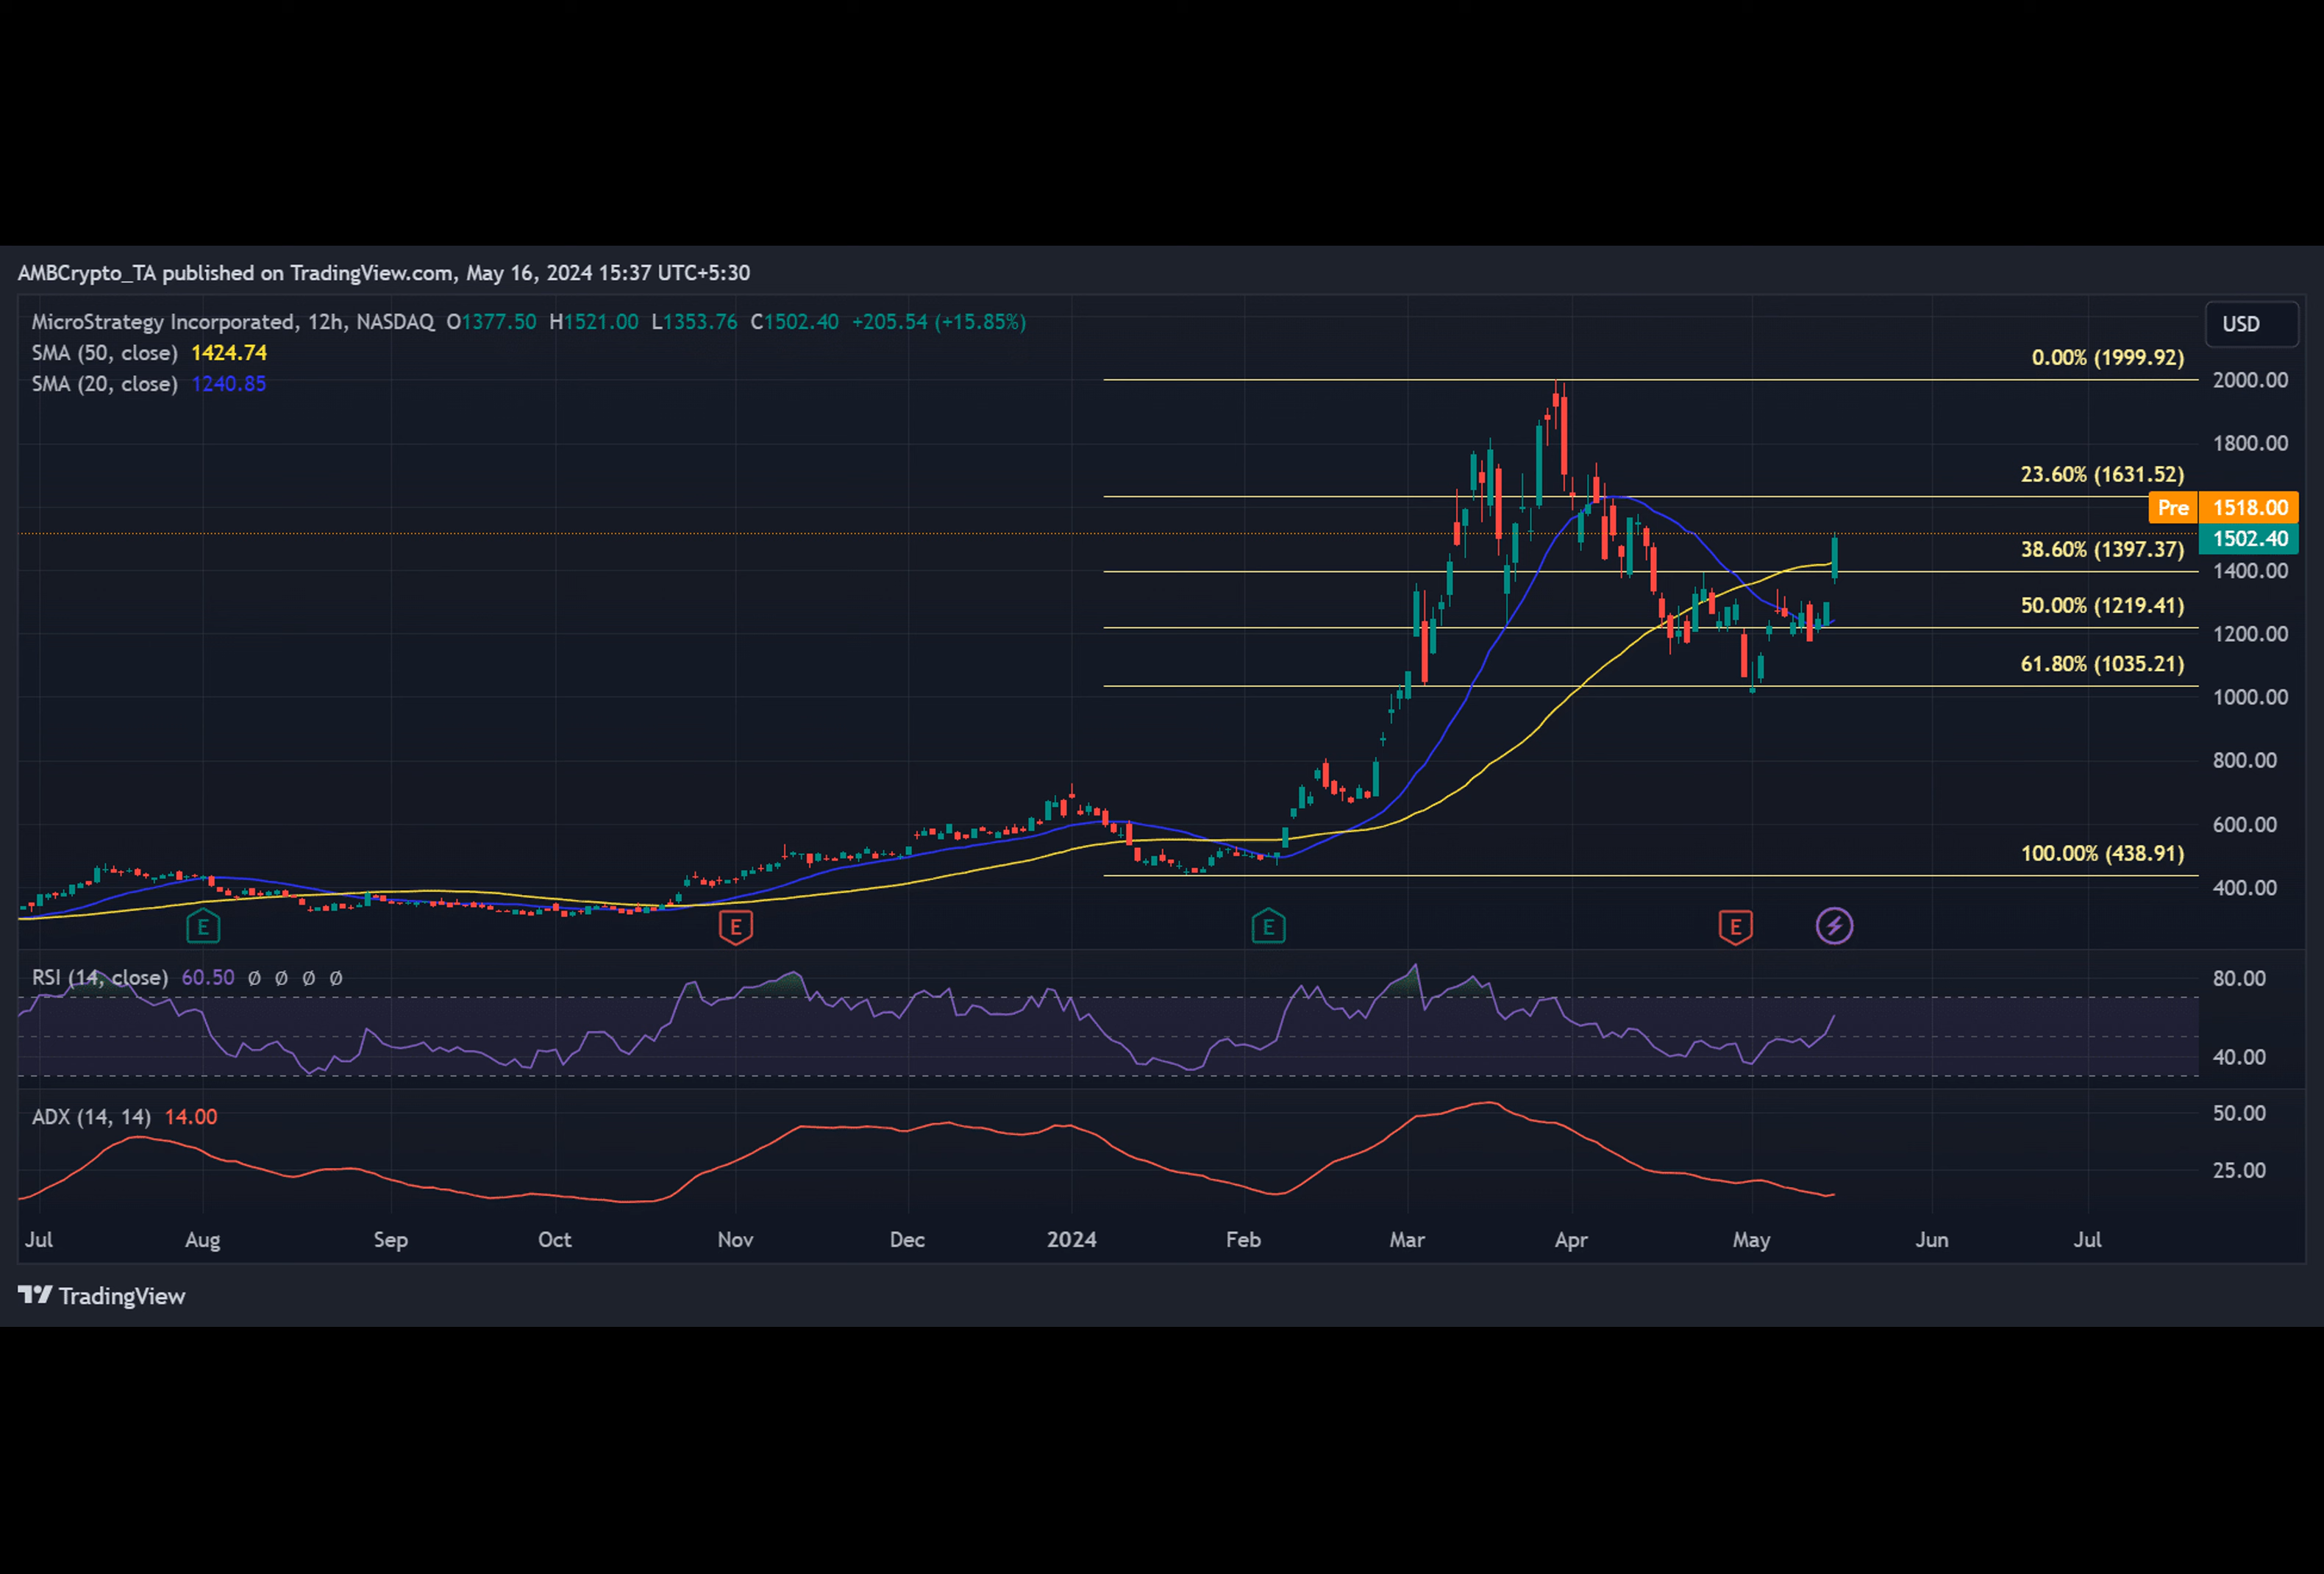 AMBCrypto_TA published on TradingView.com, May 16, 2024 15:37 UTC+5:30
MicroStrategy Incorporated, 12h, NASDAQ O1377.50 H1521.00 L1353.76 C1502.40 +205.54 (+15.85%)
USD
SMA (50, close) 1424.74
SMA (20, close) 1240.85
0.00% (1999.92)
2000.00
1800.00
23.60% (1631.52)
Pre 1518.00
1502.40
38.60% (1397.37)
1400.00
50.00% (1219.41)
1200.00
61.80% (1035.21)
1000.00
800.00
600.00
100.00% (438.91)
400.00
E E E E
RSI (14, close) 60.50 Ø Ø Ø Ø
80.00
40.00
ADX (14, 14) 14.00
50.00
25.00
Jul Aug Sep Oct Nov Dec 2024 Feb Mar Apr May Jun Jul
TradingView